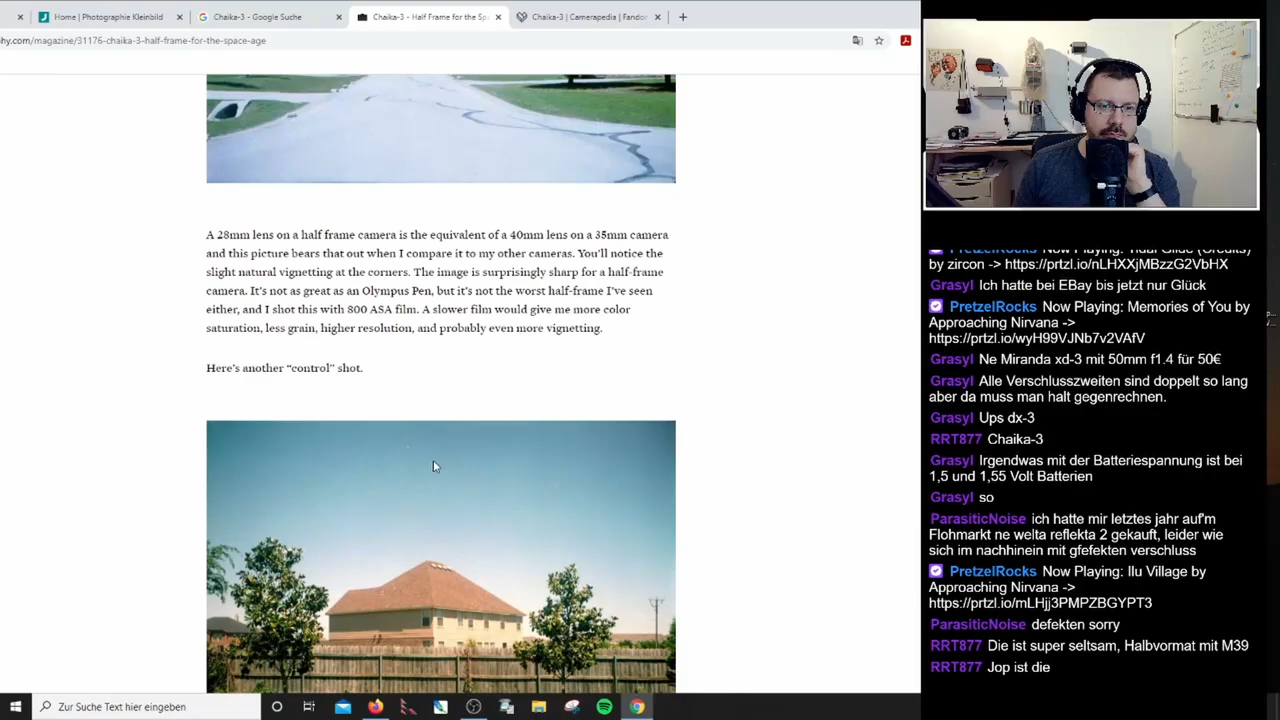 Home | Photographie Kleinbild
Chaika-3 - Google Suche
Chaika-3 - Half Frame for the Sp
Chaika-3 | Camerapedia | Fandor
hy.com/magazine/31176-chaika-3-half-frame-for-the-space-age
A 28mm lens on a half frame camera is the equivalent of a 40mm lens on a 35mm camera
and this picture bears that out when I compare it to my other cameras. You'll notice the
slight natural vignetting at the corners. The image is surprisingly sharp for a half-frame
camera. It's not as great as an Olympus Pen, but it's not the worst half-frame I've seen
either, and I shot this with 800 ASA film. A slower film would give me more color
saturation, less grain, higher resolution, and probably even more vignetting.
Here's another “control” shot.
Zur Suche Text hier eingeben
PretzelRocks Now Playing: Tidal Glide (Credits)
by zircon -> https://prtzl.io/nLHXXjMBzzG2VbHX
Grasyl Ich hatte bei EBay bis jetzt nur Glück
PretzelRocks Now Playing: Memories of You by
Approaching Nirvana ->
https://prtzl.io/wyH99VJNb7v2VAfV
Grasyl Ne Miranda xd-3 mit 50mm f1.4 für 50€
Grasyl Alle Verschlusszweiten sind doppelt so lang
aber da muss man halt gegenrechnen.
Grasyl Ups dx-3
RRT877 Chaika-3
Grasyl Irgendwas mit der Batteriespannung ist bei
1,5 und 1,55 Volt Batterien
Grasyl so
ParasiticNoise ich hatte mir letztes jahr auf'm
Flohmarkt ne welta reflekta 2 gekauft, leider wie
sich im nachhinein mit gfefekten verschluss
PretzelRocks Now Playing: Ilu Village by
Approaching Nirvana ->
https://prtzl.io/mLHjj3PMPZBGYPT3
ParasiticNoise defekten sorry
RRT877 Die ist super seltsam, Halbvormat mit M39
RRT877 Jop ist die